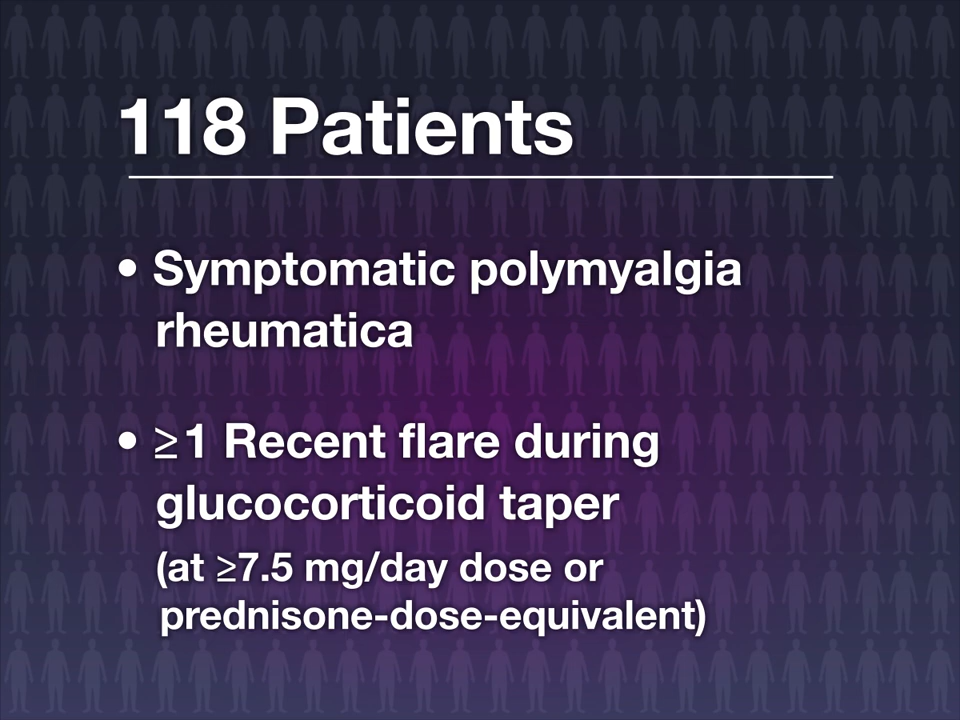 118 Patients
• Symptomatic polymyalgia
rheumatica
• ≥1 Recent flare during
glucocorticoid taper
(at ≥7.5 mg/day dose or
prednisone-dose-equivalent)